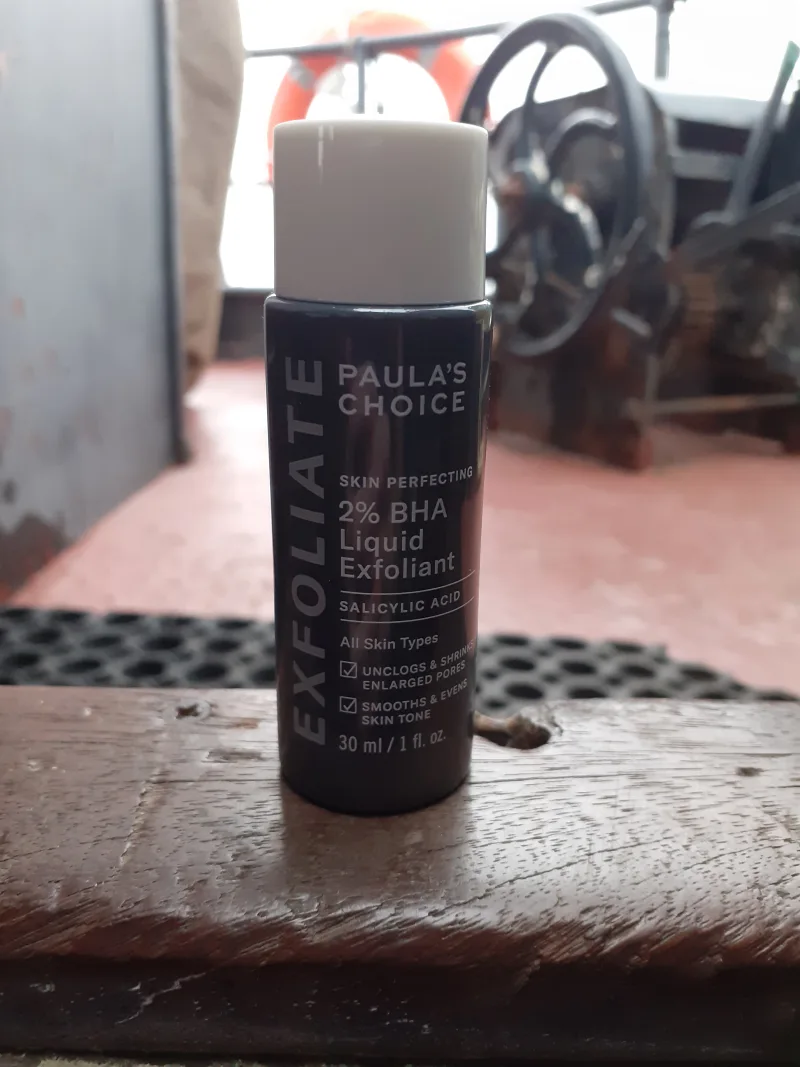 EXFOLIATE
PAULA'S
CHOICE
SKIN PERFECTING
2% BHA
Liquid
Exfoliant
SALICYLIC ACID
All Skin Types
UNCLOGS & SHRINKS
ENLARGED PORES
SMOOTHS & EVENS
SKIN TONE
30 ml / 1 fl. oz.